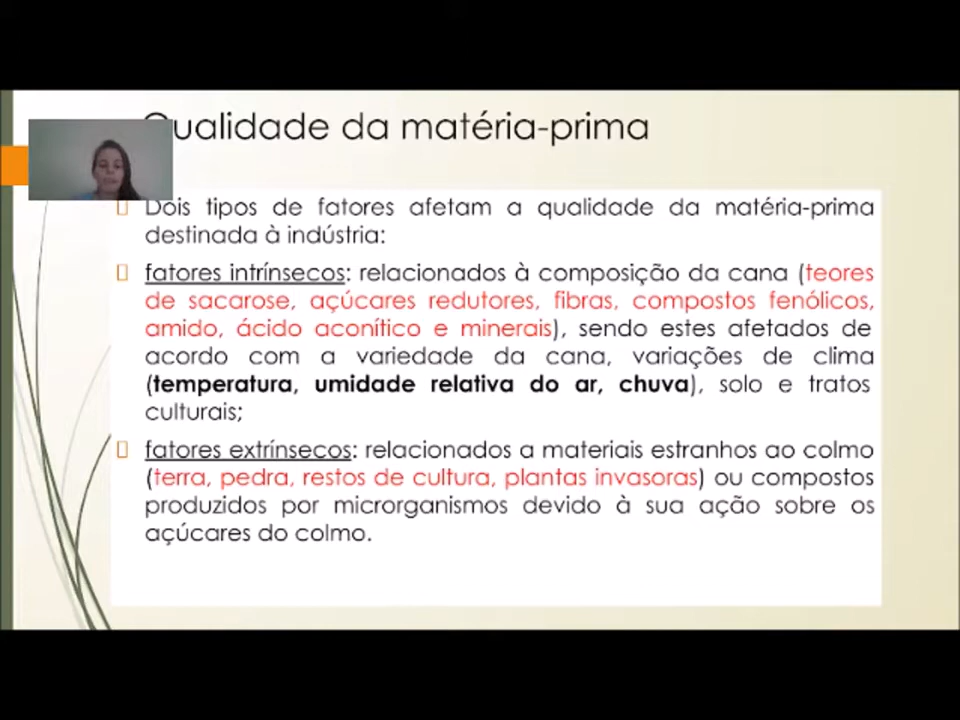 Qualidade da matéria-prima
Dois tipos de fatores afetam a qualidade da matéria-prima
destinada à indústria:
fatores intrínsecos: relacionados à composição da cana (teores
de sacarose, açúcares redutores, fibras, compostos fenólicos,
amido, ácido aconítico e minerais), sendo estes afetados de
acordo com a variedade da cana, variações de clima
(temperatura, umidade relativa do ar, chuva), solo e tratos
culturais;
fatores extrínsecos: relacionados a materiais estranhos ao colmo
(terra, pedra, restos de cultura, plantas invasoras) ou compostos
produzidos por microrganismos devido à sua ação sobre os
açúcares do colmo.